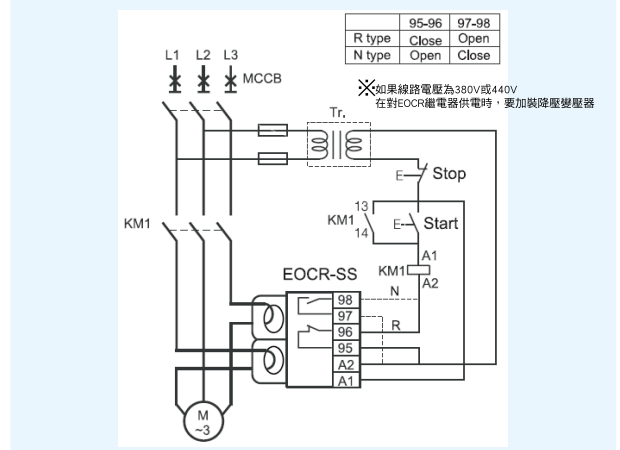 95-96 97-98
R type Close Open
N type Open Close
L1 L2 L3
MCCB
※如果線路電壓為380V或440V
在對EOCR繼電器供電時，要加裝降壓變壓器
Tr.
E Stop
13
KM1
14
E Start
KM1
A1
KM1
A2
EOCR-SS
N
98
97
R
96
95
A2
A1
M
~3